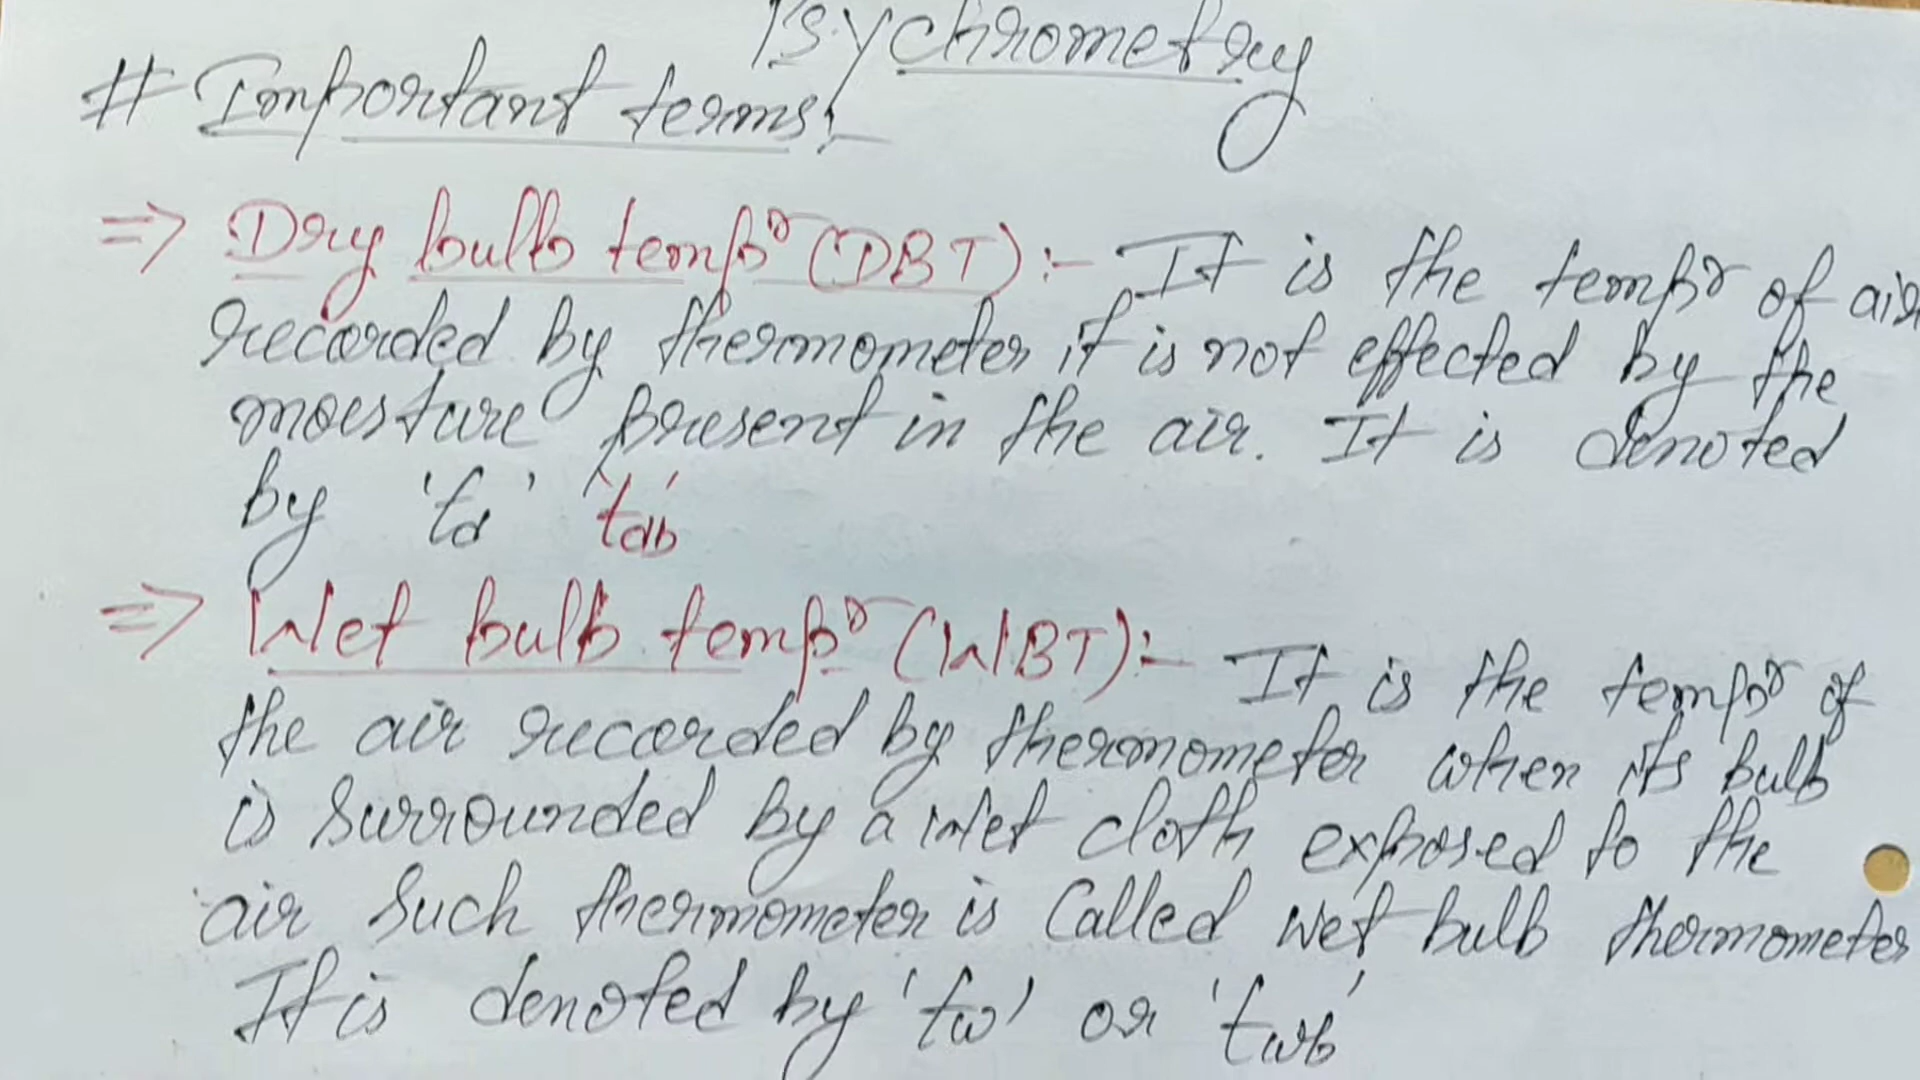 Psychrometry
# Important terms:
=> Dry bulb tempr (DBT):- It is the tempr of air
recorded by thermometer, it is not effected by the
moisture present in the air. It is denoted
by 'td' 'tdb'
=> Wet bulb tempr (WBT):- It is the tempr of
the air recorded by thermometer when its bulb
is surrounded by a wet cloth exposed to the
air such thermometer is called wet bulb thermometer
It is denoted by 'tw' or 'twb'